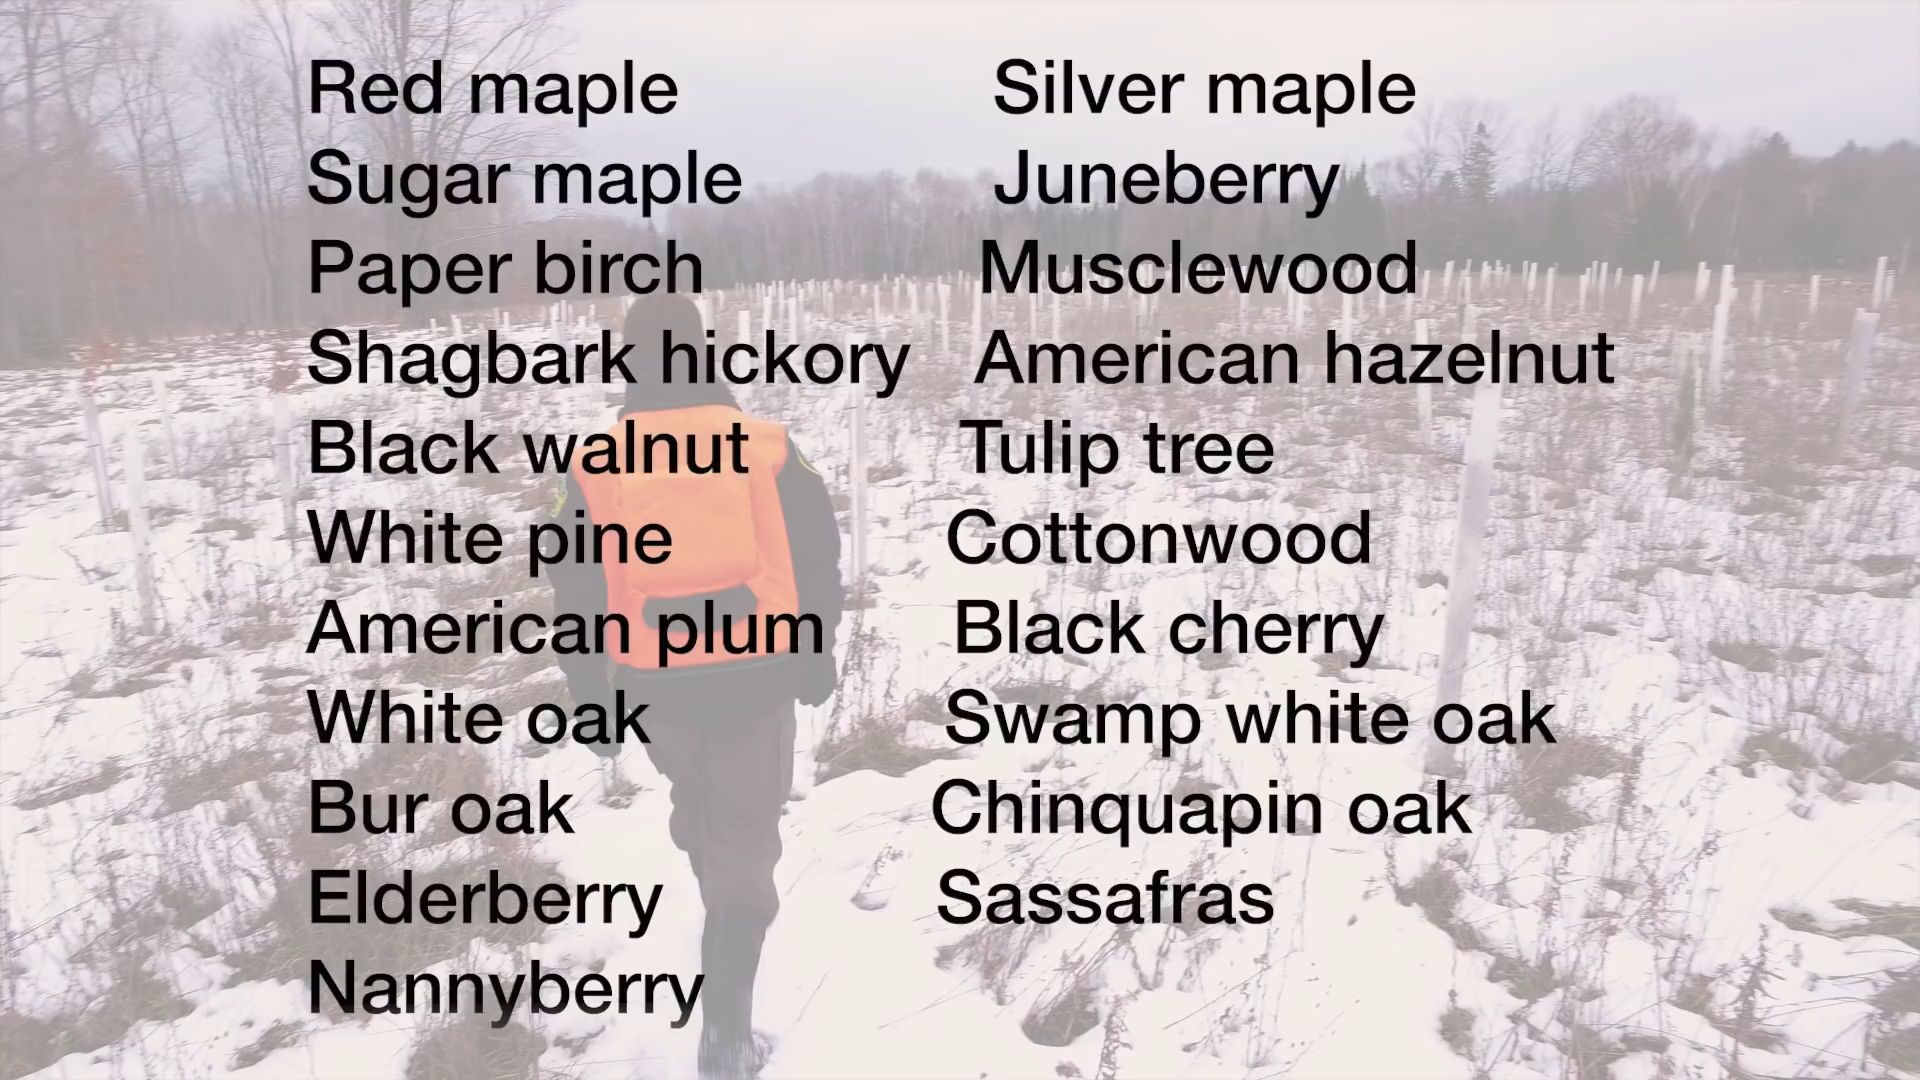 Red maple Silver maple
Sugar maple Juneberry
Paper birch Musclewood
Shagbark hickory American hazelnut
Black walnut Tulip tree
White pine Cottonwood
American plum Black cherry
White oak Swamp white oak
Bur oak Chinquapin oak
Elderberry Sassafras
Nannyberry